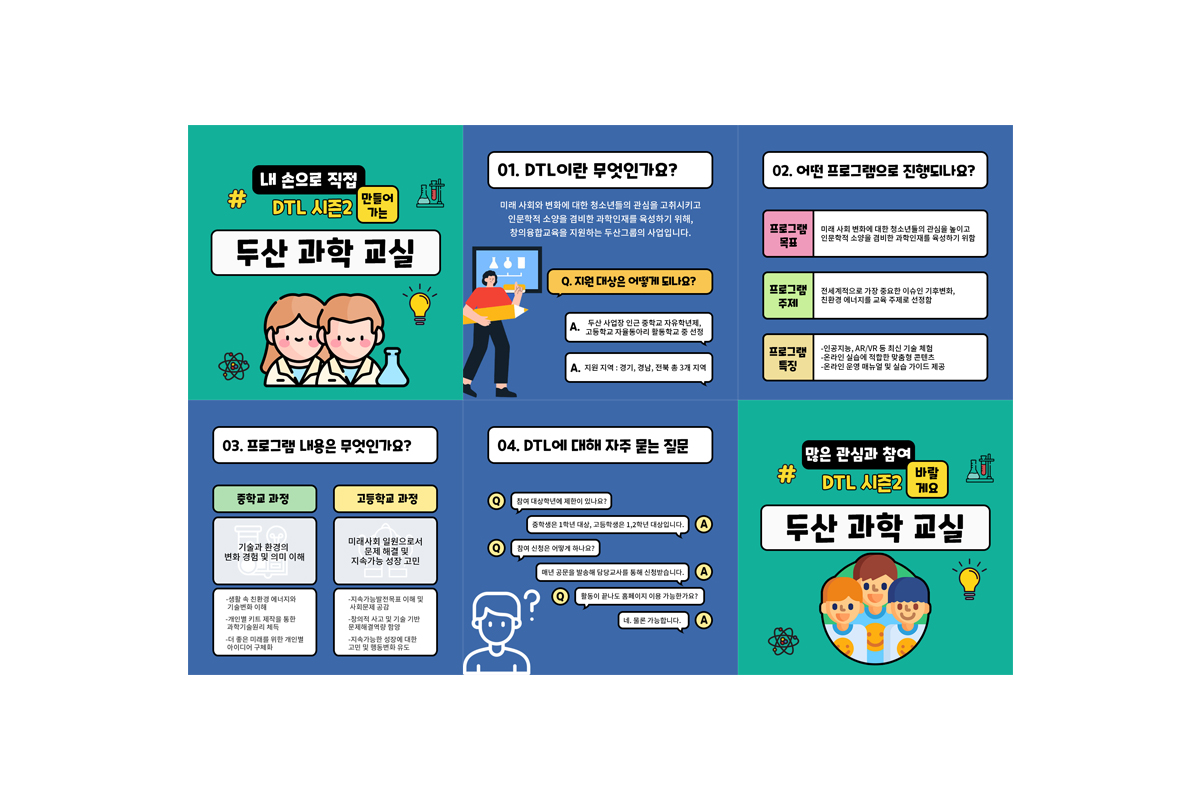 내 손으로 직접
#
DTL 시즌2
만들어
가는
두산 과학 교실
01. DTL이란 무엇인가요?
미래 사회와 변화에 대한 청소년들의 관심을 고취시키고
인문학적 소양을 겸비한 과학인재를 육성하기 위해,
창의융합교육을 지원하는 두산그룹의 사업입니다.
Q. 지원 대상은 어떻게 되나요?
A. 두산 사업장 인근 중학교 자유학년제,
고등학교 자율동아리 활동학교 중 선정
A. 지원 지역 : 경기, 경남, 전북 총 3개 지역
02. 어떤 프로그램으로 진행되나요?
프로그램
목표
미래 사회 변화에 대한 청소년들의 관심을 높이고
인문학적 소양을 겸비한 과학인재를 육성하기 위함
프로그램
주제
전세계적으로 가장 중요한 이슈인 기후변화,
친환경 에너지를 교육 주제로 선정함
프로그램
특징
-인공지능, AR/VR 등 최신 기술 체험
-온라인 실습에 적합한 맞춤형 콘텐츠
-온라인 운영 매뉴얼 및 실습 가이드 제공
03. 프로그램 내용은 무엇인가요?
중학교 과정
기술과 환경의
변화 경험 및 의미 이해
-생활 속 친환경 에너지와
기술변화 이해
-개인별 키트 제작을 통한
과학기술원리 체득
-더 좋은 미래를 위한 개인별
아이디어 구체화
고등학교 과정
미래사회 일원으로서
문제 해결 및
지속가능 성장 고민
-지속가능발전목표 이해 및
사회문제 공감
-창의적 사고 및 기술 기반
문제해결역량 함양
-지속가능한 성장에 대한
고민 및 행동변화 유도
04. DTL에 대해 자주 묻는 질문
Q 참여 대상학년에 제한이 있나요?
중학생은 1학년 대상, 고등학생은 1,2학년 대상입니다. A
Q 참여 신청은 어떻게 하나요?
매년 공문을 발송해 담당교사를 통해 신청받습니다. A
Q 활동이 끝나도 홈페이지 이용 가능한가요?
네. 물론 가능합니다. A
많은 관심과 참여
#
DTL 시즌2
바랄
게요
두산 과학 교실